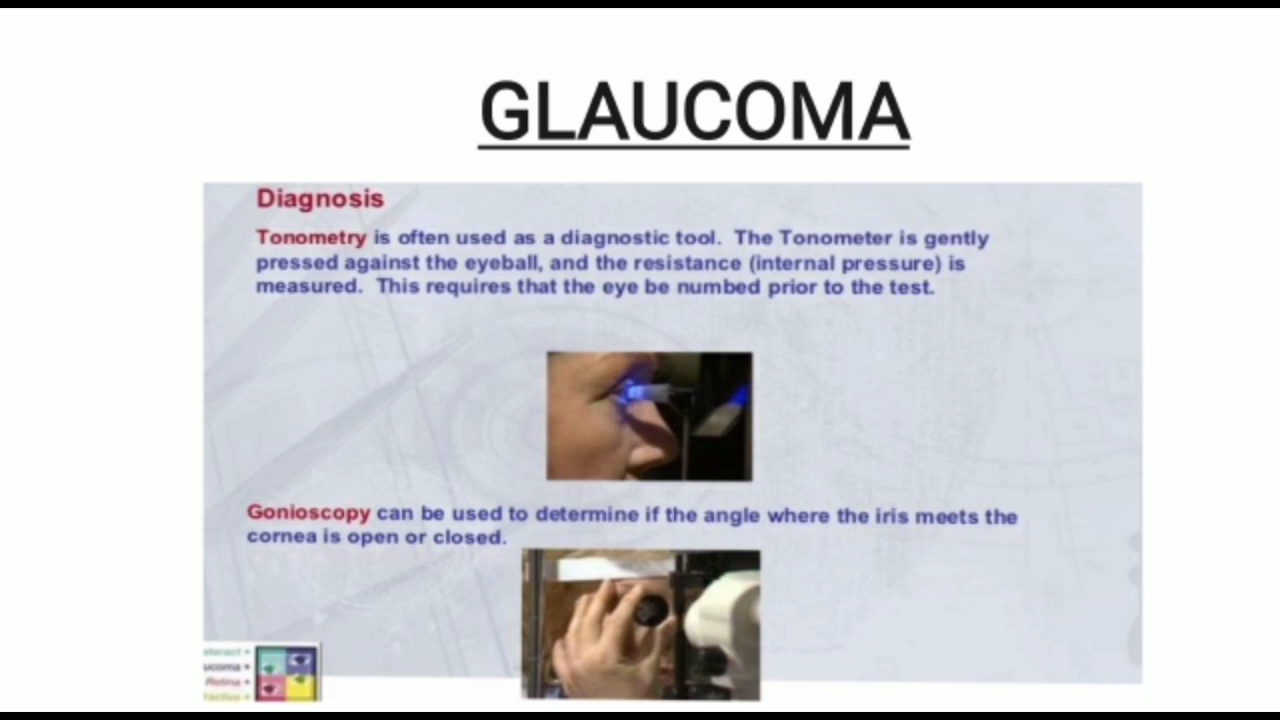 GLAUCOMA
Diagnosis
Tonometry is often used as a diagnostic tool. The Tonometer is gently
pressed against the eyeball, and the resistance (internal pressure) is
measured. This requires that the eye be numbed prior to the test.
Gonioscopy can be used to determine if the angle where the iris meets the
cornea is open or closed.
ucoma •
Retina •